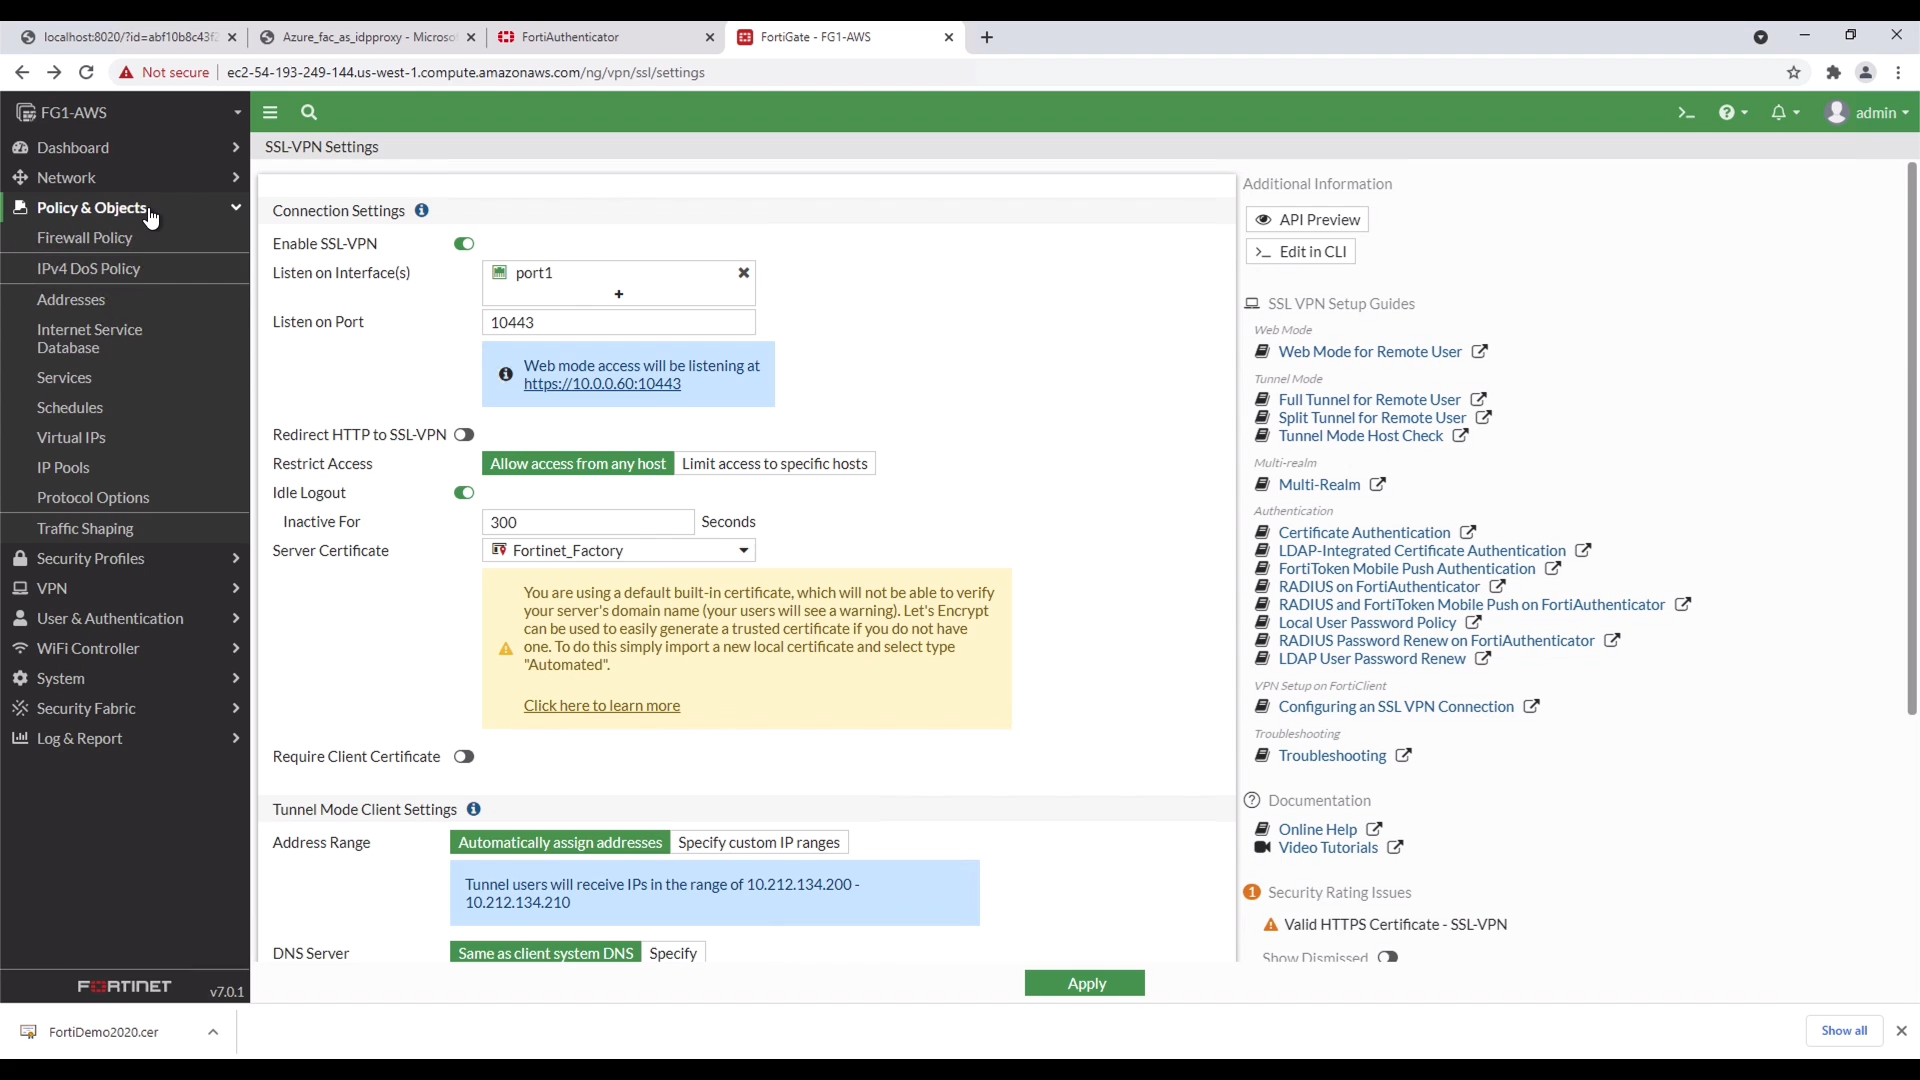 localhost:8020/?id=abf10b8c43f2
Azure_fac_as_idpproxy - Microso
FortiAuthenticator
FortiGate - FG1-AWS
Not secure
ec2-54-193-249-144.us-west-1.compute.amazonaws.com/ng/vpn/ssl/settings
FG1-AWS
admin
Dashboard
Network
Policy & Objects
Firewall Policy
IPv4 DoS Policy
Addresses
Internet Service
Database
Services
Schedules
Virtual IPs
IP Pools
Protocol Options
Traffic Shaping
Security Profiles
VPN
User & Authentication
WiFi Controller
System
Security Fabric
Log & Report
FORTINET
v7.0.1
SSL-VPN Settings
Connection Settings
Enable SSL-VPN
Listen on Interface(s)
port1
Listen on Port
10443
Web mode access will be listening at
https://10.0.0.60:10443
Redirect HTTP to SSL-VPN
Restrict Access
Allow access from any host
Limit access to specific hosts
Idle Logout
Inactive For
300
Seconds
Server Certificate
Fortinet_Factory
You are using a default built-in certificate, which will not be able to verify
your server's domain name (your users will see a warning). Let's Encrypt
can be used to easily generate a trusted certificate if you do not have
one. To do this simply import a new local certificate and select type
"Automated".
Click here to learn more
Require Client Certificate
Tunnel Mode Client Settings
Address Range
Automatically assign addresses
Specify custom IP ranges
Tunnel users will receive IPs in the range of 10.212.134.200 -
10.212.134.210
DNS Server
Same as client system DNS
Specify
Apply
Additional Information
API Preview
Edit in CLI
SSL VPN Setup Guides
Web Mode
Web Mode for Remote User
Tunnel Mode
Full Tunnel for Remote User
Split Tunnel for Remote User
Tunnel Mode Host Check
Multi-realm
Multi-Realm
Authentication
Certificate Authentication
LDAP-Integrated Certificate Authentication
FortiToken Mobile Push Authentication
RADIUS on FortiAuthenticator
RADIUS and FortiToken Mobile Push on FortiAuthenticator
Local User Password Policy
RADIUS Password Renew on FortiAuthenticator
LDAP User Password Renew
VPN Setup on FortiClient
Configuring an SSL VPN Connection
Troubleshooting
Troubleshooting
Documentation
Online Help
Video Tutorials
1 Security Rating Issues
Valid HTTPS Certificate - SSL-VPN
Show Dismissed
FortiDemo2020.cer
Show all